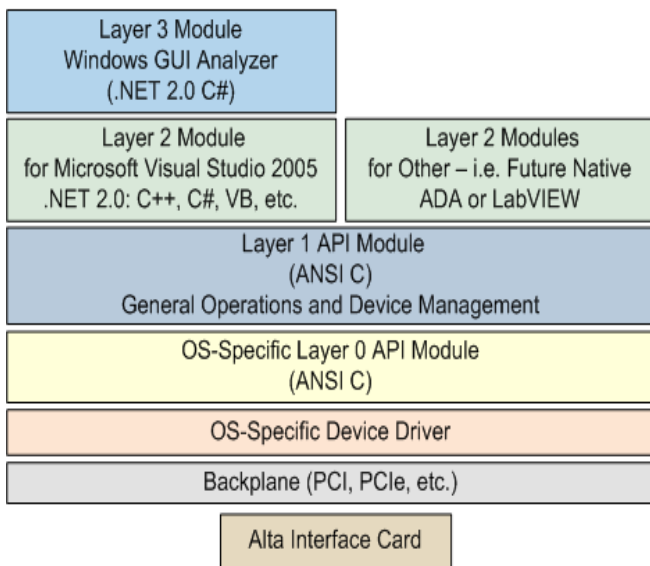 Layer 3 Module
Windows GUI Analyzer
(.NET 2.0 C#)
Layer 2 Module
for Microsoft Visual Studio 2005
.NET 2.0: C++, C#, VB, etc.
Layer 2 Modules
for Other – i.e. Future Native
ADA or LabVIEW
Layer 1 API Module
(ANSI C)
General Operations and Device Management
OS-Specific Layer 0 API Module
(ANSI C)
OS-Specific Device Driver
Backplane (PCI, PCIe, etc.)
Alta Interface Card